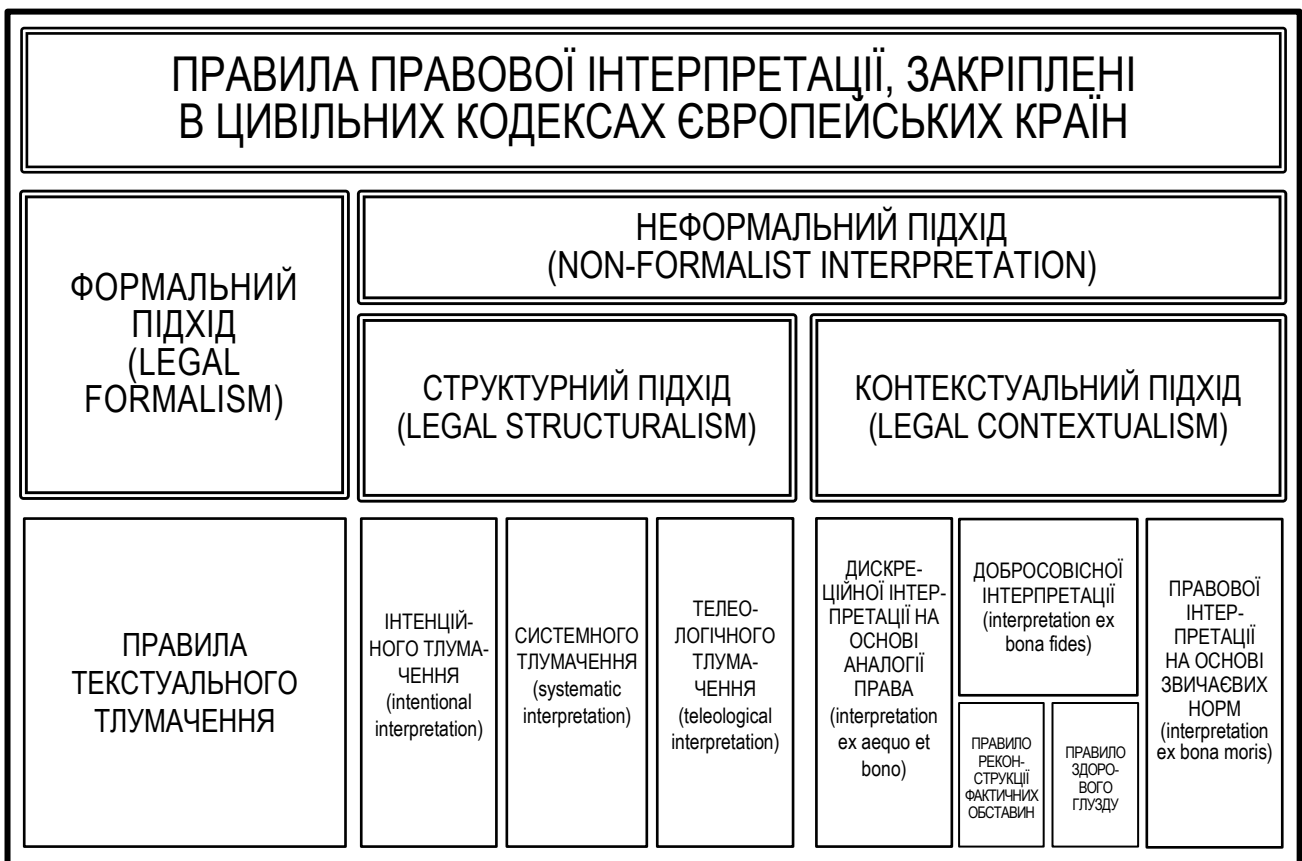 ПРАВИЛА ПРАВОВОЇ ІНТЕРПРЕТАЦІЇ, ЗАКРІПЛЕНІ
В ЦИВІЛЬНИХ КОДЕКСАХ ЄВРОПЕЙСЬКИХ КРАЇН
ФОРМАЛЬНИЙ
ПІДХІД
(LEGAL
FORMALISM)
НЕФОРМАЛЬНИЙ ПІДХІД
(NON-FORMALIST INTERPRETATION)
СТРУКТУРНИЙ ПІДХІД
(LEGAL STRUCTURALISM)
КОНТЕКСТУАЛЬНИЙ ПІДХІД
(LEGAL CONTEXTUALISM)
ПРАВИЛА
ТЕКСТУАЛЬНОГО
ТЛУМАЧЕННЯ
ІНТЕНЦІЙ-
НОГО ТЛУМА-
ЧЕННЯ
(intentional
interpretation)
СИСТЕМНОГО
ТЛУМАЧЕННЯ
(systematic
interpretation)
ТЕЛЕО-
ЛОГІЧНОГО
ТЛУМА-
ЧЕННЯ
(teleological
interpretation)
ДИСКРЕ-
ЦІЙНОЇ ІНТЕР-
ПРЕТАЦІЇ НА
ОСНОВІ
АНАЛОГІЇ
ПРАВА
(interpretation
ex aequo et
bono)
ДОБРОСОВІСНОЇ
ІНТЕРПРЕТАЦІЇ
(interpretation ex
bona fides)
ПРАВИЛО
РЕКОН-
СТРУКЦІЇ
ФАКТИЧНИХ
ОБСТАВИН
ПРАВИЛО
ЗДОРО-
ВОГО
ГЛУЗДУ
ПРАВОВОЇ
ІНТЕР-
ПРЕТАЦІЇ
НА ОСНОВІ
ЗВИЧАЄВИХ
НОРМ
(interpretation
ex bona moris)